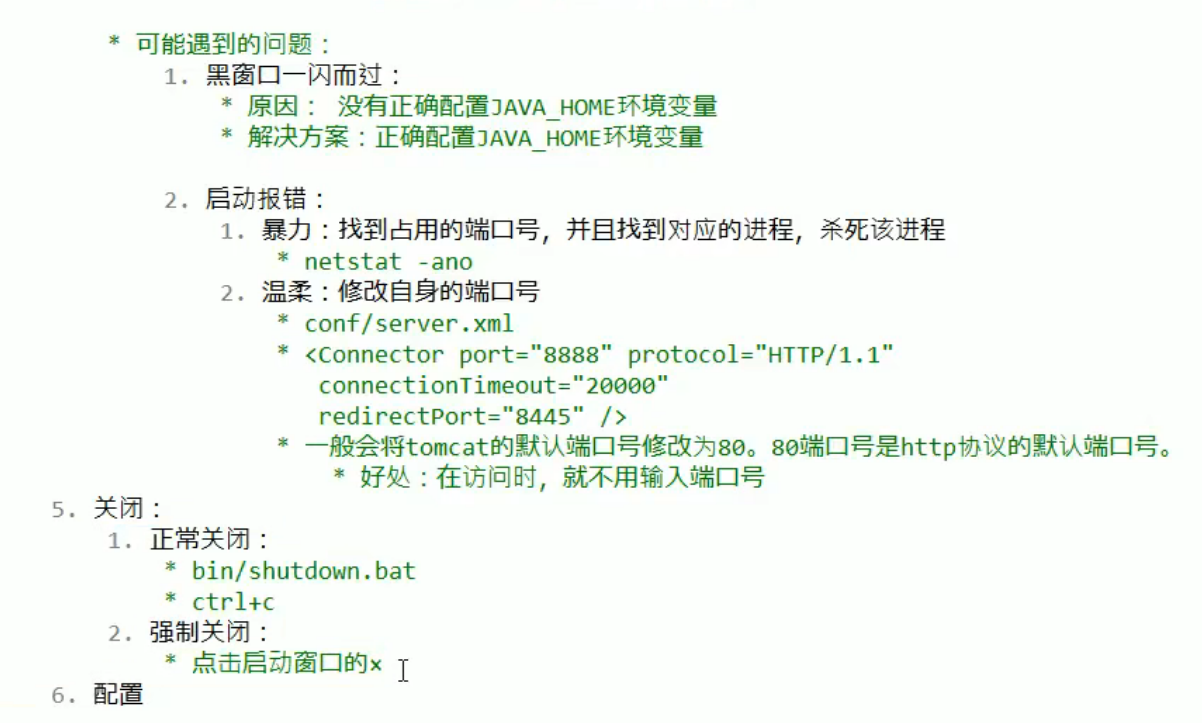 * 可能遇到的问题：
1. 黑窗口一闪而过：
* 原因： 没有正确配置JAVA_HOME环境变量
* 解决方案：正确配置JAVA_HOME环境变量
2. 启动报错：
1. 暴力：找到占用的端口号，并且找到对应的进程，杀死该进程
* netstat -ano
2. 温柔：修改自身的端口号
* conf/server.xml
* <Connector port="8888" protocol="HTTP/1.1"
connectionTimeout="20000"
redirectPort="8445" />
* 一般会将tomcat的默认端口号修改为80。80端口号是http协议的默认端口号。
* 好处：在访问时，就不用输入端口号
5. 关闭：
1. 正常关闭：
* bin/shutdown.bat
* ctrl+c
2. 强制关闭：
* 点击启动窗口的×
6. 配置